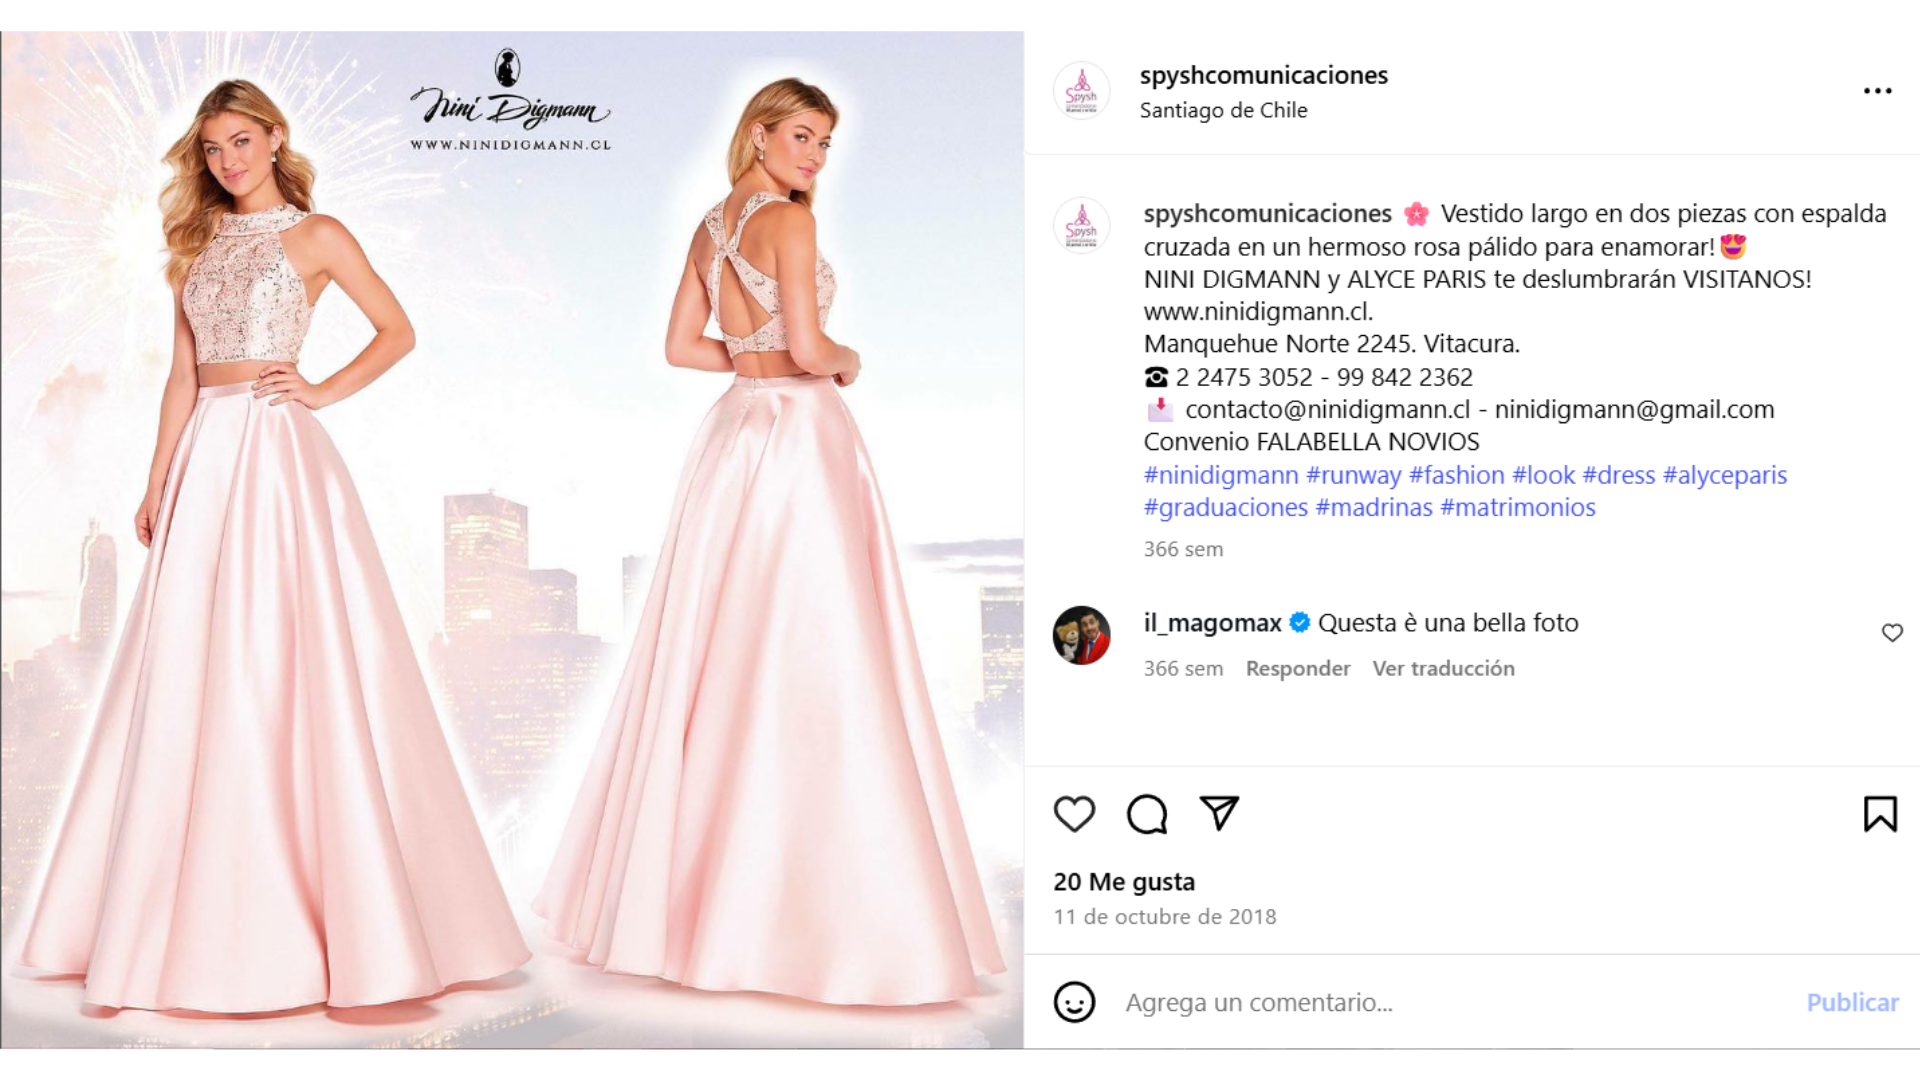 Nini Digmann
WWW.NINIDIGMANN.CL
spyshcomunicaciones
Santiago de Chile
Spysh
spyshcomunicaciones 🌸 Vestido largo en dos piezas con espalda
cruzada en un hermoso rosa pálido para enamorar!😍
NINI DIGMANN y ALYCE PARIS te deslumbrarán VISITANOS!
www.ninidigmann.cl.
Manquehue Norte 2245. Vitacura.
☎ 2 2475 3052 - 99 842 2362
📩 contacto@ninidigmann.cl - ninidigmann@gmail.com
Convenio FALABELLA NOVIOS
#ninidigmann #runway #fashion #look #dress #alyceparis
#graduaciones #madrinas #matrimonios
366 sem
Spysh
il_magomax Questa è una bella foto
366 sem Responder Ver traducción
20 Me gusta
11 de octubre de 2018
Agrega un comentario...
Publicar